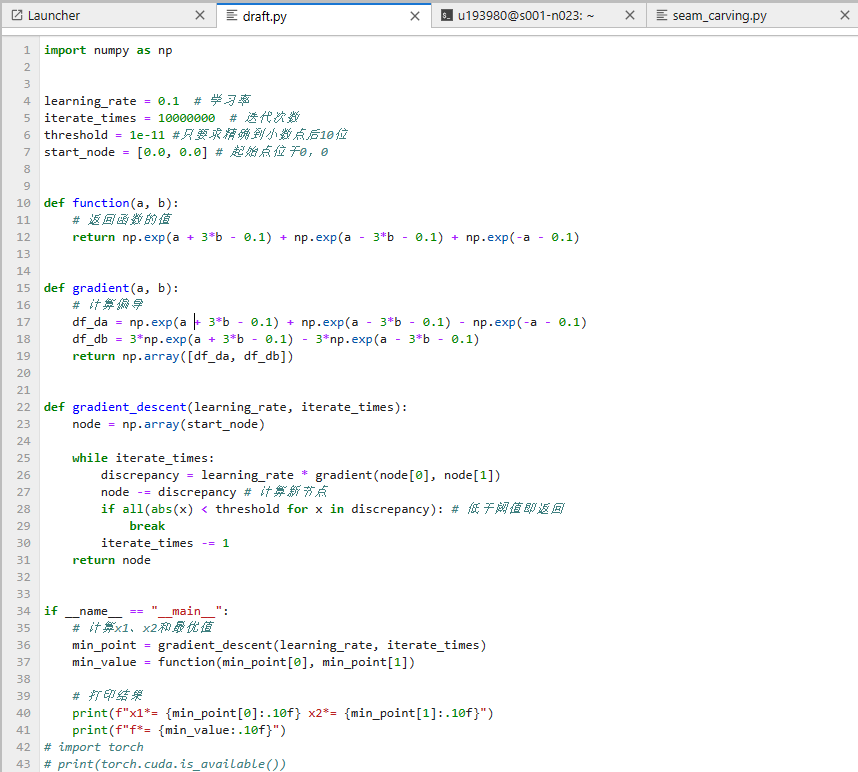 Launcher
draft.py
u193980@s001-n023: ~
seam_carving.py
1 import numpy as np
2
3
4 learning_rate = 0.1  # 学习率
5 iterate_times = 10000000  # 迭代次数
6 threshold = 1e-11 #只要求精确到小数点后10位
7 start_node = [0.0, 0.0] # 起始点位于0，0
8
9
10 def function(a, b):
11     # 返回函数的值
12     return np.exp(a + 3*b - 0.1) + np.exp(a - 3*b - 0.1) + np.exp(-a - 0.1)
13
14
15 def gradient(a, b):
16     # 计算偏导
17     df_da = np.exp(a + 3*b - 0.1) + np.exp(a - 3*b - 0.1) - np.exp(-a - 0.1)
18     df_db = 3*np.exp(a + 3*b - 0.1) - 3*np.exp(a - 3*b - 0.1)
19     return np.array([df_da, df_db])
20
21
22 def gradient_descent(learning_rate, iterate_times):
23     node = np.array(start_node)
24
25     while iterate_times:
26         discrepancy = learning_rate * gradient(node[0], node[1])
27         node -= discrepancy # 计算新节点
28         if all(abs(x) < threshold for x in discrepancy): # 低于阈值即返回
29             break
30         iterate_times -= 1
31     return node
32
33
34 if __name__ == "__main__":
35     # 计算x1、x2和最优值
36     min_point = gradient_descent(learning_rate, iterate_times)
37     min_value = function(min_point[0], min_point[1])
38
39     # 打印结果
40     print(f"x1*= {min_point[0]:.10f} x2*= {min_point[1]:.10f}")
41     print(f"f*= {min_value:.10f}")
42 # import torch
43 # print(torch.cuda.is_available())